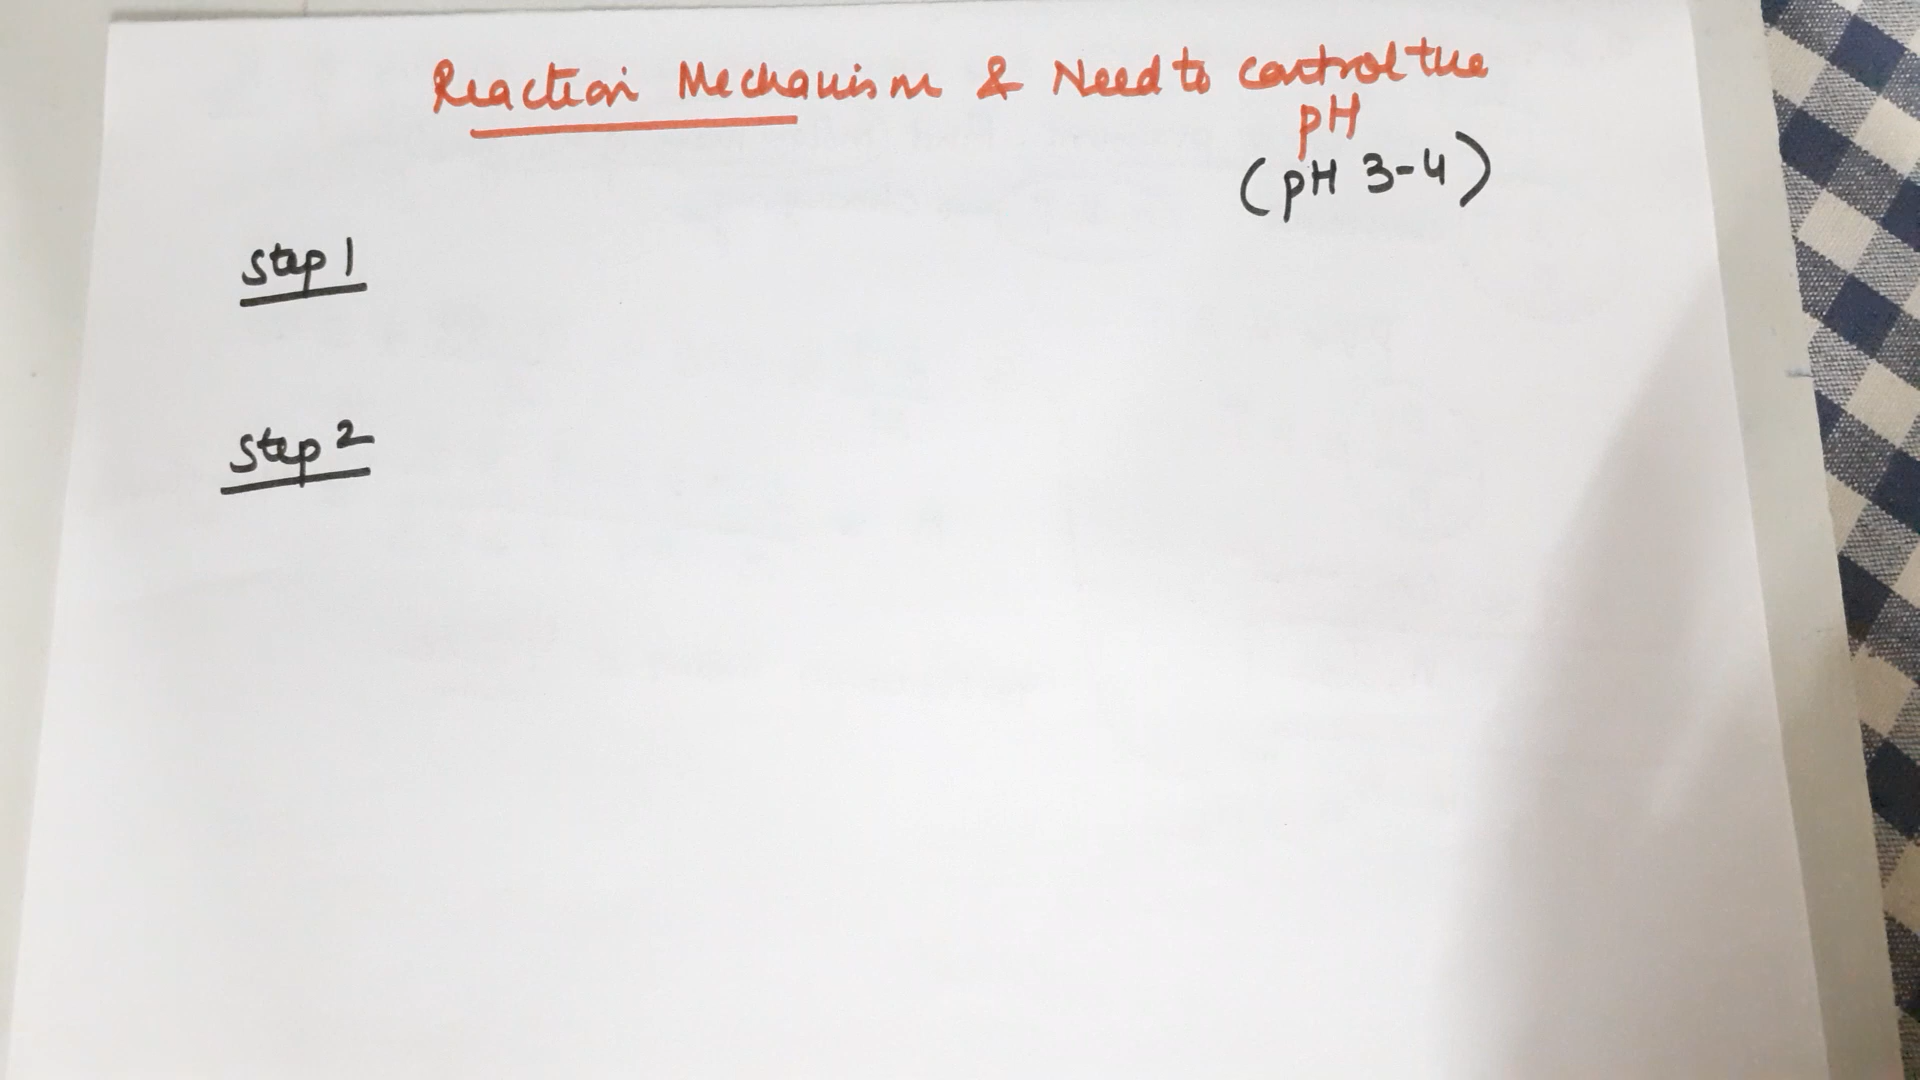 Reaction Mechanism & Need to control the
pH
(pH 3-4)
Step 1
Step 2